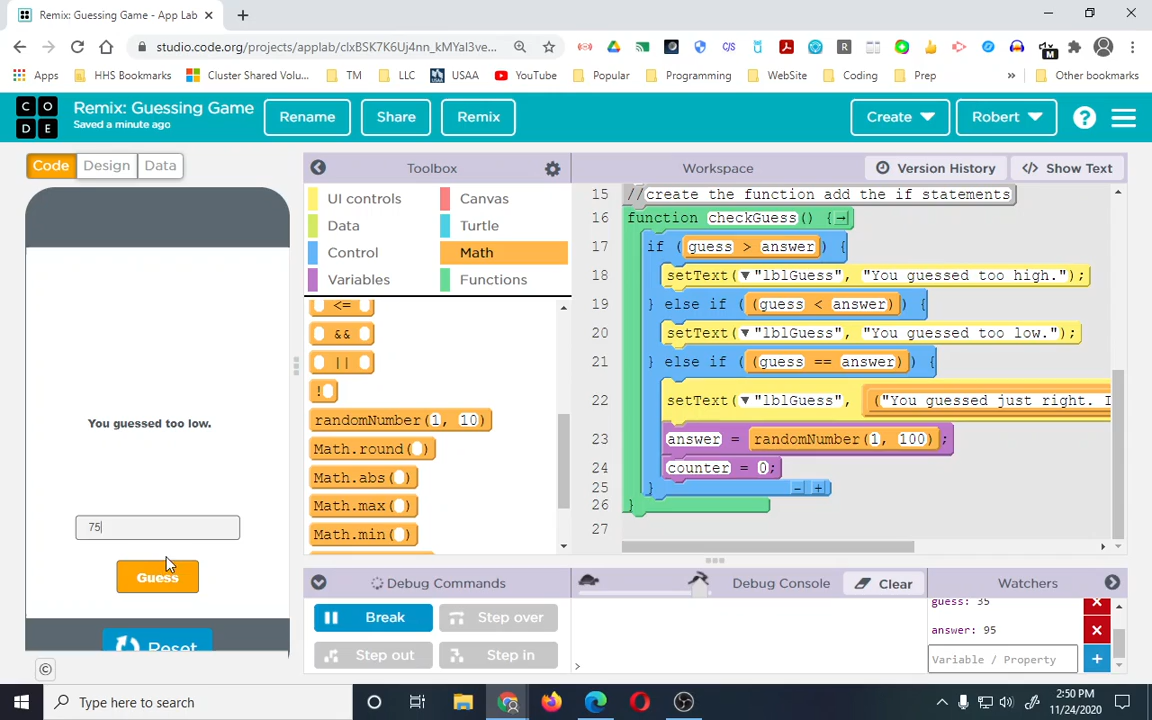 Remix: Guessing Game - App Lab
studio.code.org/projects/applab/clxBSK7K6Uj4nn_kMYaI3ve...
Apps
HHS Bookmarks
Cluster Shared Volu...
TM
LLC
USAA
YouTube
Popular
Programming
WebSite
Coding
Prep
»
Other bookmarks
C O
D E
Remix: Guessing Game
Saved a minute ago
Rename
Share
Remix
Create
Robert
?
Code
Design
Data
Toolbox
Workspace
Version History
</> Show Text
UI controls
Canvas
Data
Turtle
Control
Math
Variables
Functions
<=
&&
||
!
randomNumber(1, 10)
Math.round( )
Math.abs( )
Math.max( )
Math.min( )
15 //create the function add the if statements
16 function checkGuess() {
17 if (guess > answer) {
18 setText("lblGuess", "You guessed too high.");
19 } else if ((guess < answer)) {
20 setText("lblGuess", "You guessed too low.");
21 } else if ((guess == answer)) {
22 setText("lblGuess", ("You guessed just right. I
23 answer = randomNumber(1, 100);
24 counter = 0;
25 }
26 }
27
You guessed too low.
75
Guess
Reset
©
Debug Commands
Debug Console
Clear
Watchers
Break
Step over
Step out
Step in
>
guess: 35
answer: 95
Variable / Property
Type here to search
2:50 PM
11/24/2020